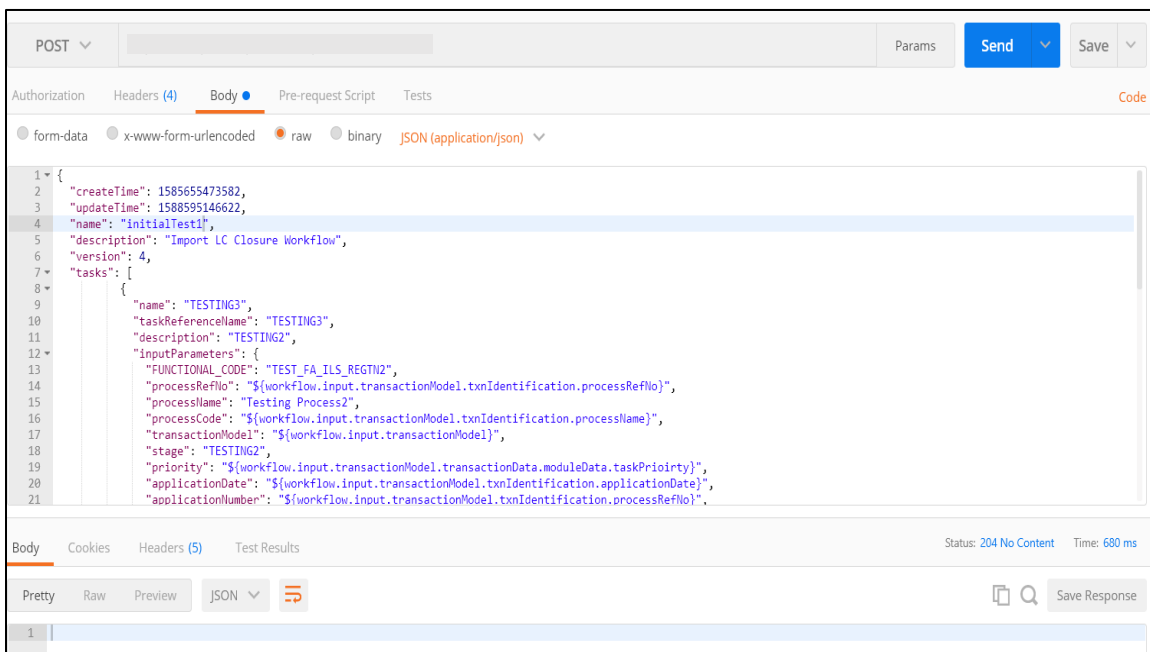 POST
Params
Send
Save
Authorization Headers (4) Body Pre-request Script Tests
Code
form-data x-www-form-urlencoded raw binary JSON (application/json)
1 {
2 "createTime": 1585655473582,
3 "updateTime": 1588595146622,
4 "name": "initialTest1",
5 "description": "Import LC Closure Workflow",
6 "version": 4,
7 "tasks": [
8 {
9 "name": "TESTING3",
10 "taskReferenceName": "TESTING3",
11 "description": "TESTING2",
12 "inputParameters": {
13 "FUNCTIONAL_CODE": "TEST_FA_ILS_REGTN2",
14 "processRefNo": "${workflow.input.transactionModel.txnIdentification.processRefNo}",
15 "processName": "Testing Process2",
16 "processCode": "${workflow.input.transactionModel.txnIdentification.processName}",
17 "transactionModel": "${workflow.input.transactionModel}",
18 "stage": "TESTING2",
19 "priority": "${workflow.input.transactionModel.transactionData.moduleData.taskPrioirty}",
20 "applicationDate": "${workflow.input.transactionModel.txnIdentification.applicationDate}",
21 "applicationNumber": "${workflow.input.transactionModel.txnIdentification.processRefNo}",
Body Cookies Headers (5) Test Results
Status: 204 No Content Time: 680 ms
Pretty Raw Preview JSON
Save Response
1